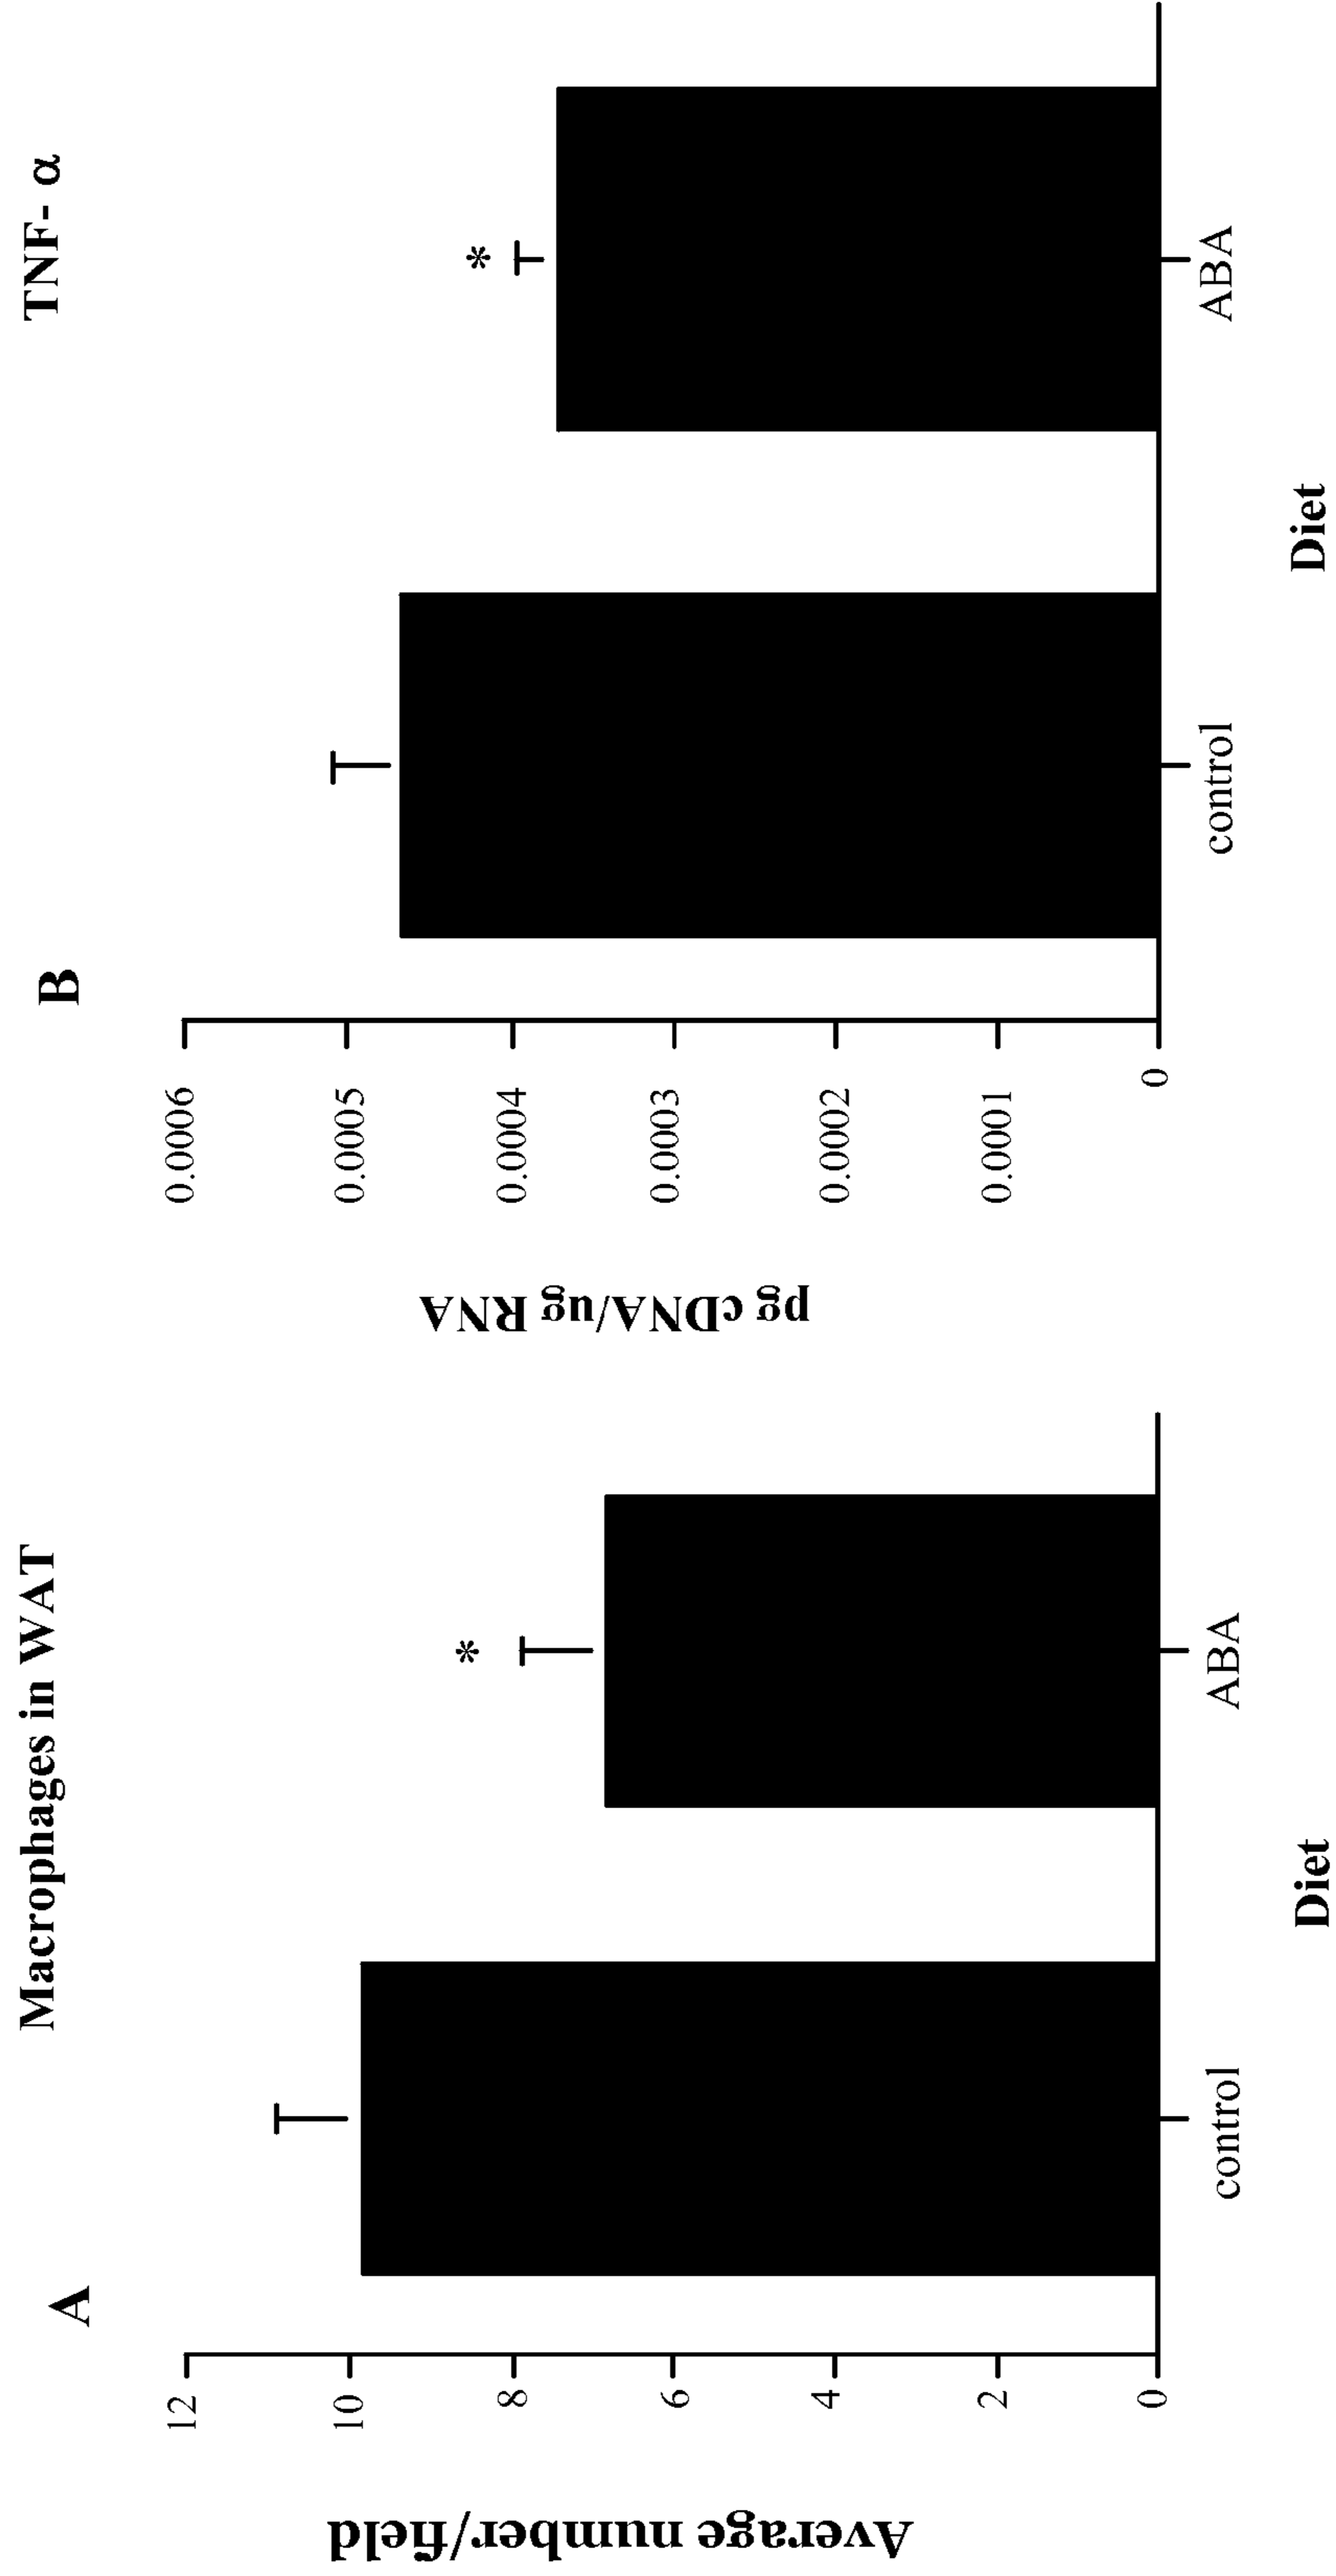 A
Macrophages in WAT
Average number/field
12
10
8
6
4
2
0
*
control
ABA
Diet
B
TNF- α
pg cDNA/ug RNA
0.0006
0.0005
0.0004
0.0003
0.0002
0.0001
0
*
control
ABA
Diet